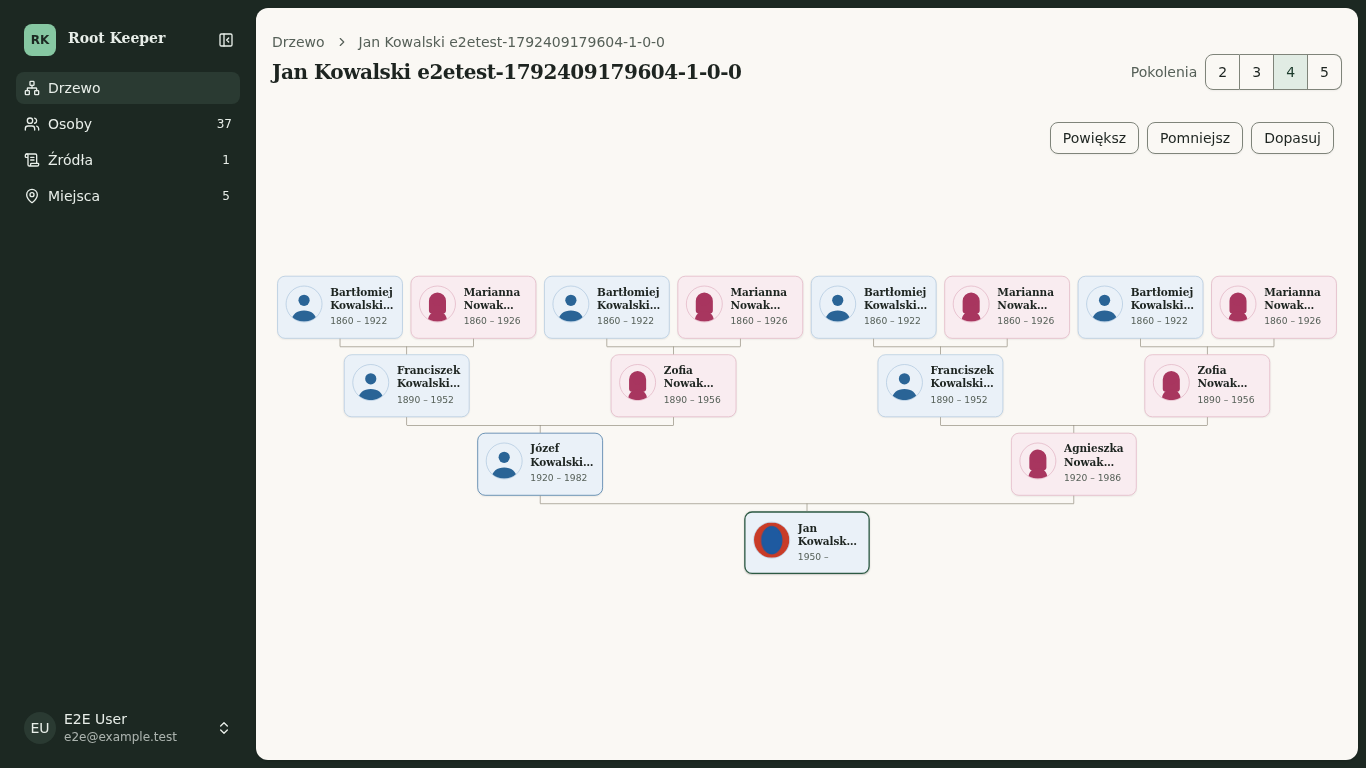 RK
Root Keeper
Drzewo
Osoby
37
Źródła
1
Miejsca
5
EU
E2E User
e2e@example.test
Drzewo
Jan Kowalski e2etest-1792409179604-1-0-0
Jan Kowalski e2etest-1792409179604-1-0-0
Pokolenia
2
3
4
5
Powiększ
Pomniejsz
Dopasuj
Bartłomiej
Kowalski...
1860 – 1922
Marianna
Nowak...
1860 – 1926
Bartłomiej
Kowalski...
1860 – 1922
Marianna
Nowak...
1860 – 1926
Bartłomiej
Kowalski...
1860 – 1922
Marianna
Nowak...
1860 – 1926
Bartłomiej
Kowalski...
1860 – 1922
Marianna
Nowak...
1860 – 1926
Franciszek
Kowalski...
1890 – 1952
Zofia
Nowak...
1890 – 1956
Franciszek
Kowalski...
1890 – 1952
Zofia
Nowak...
1890 – 1956
Józef
Kowalski...
1920 – 1982
Agnieszka
Nowak...
1920 – 1986
Jan
Kowalsk...
1950 –